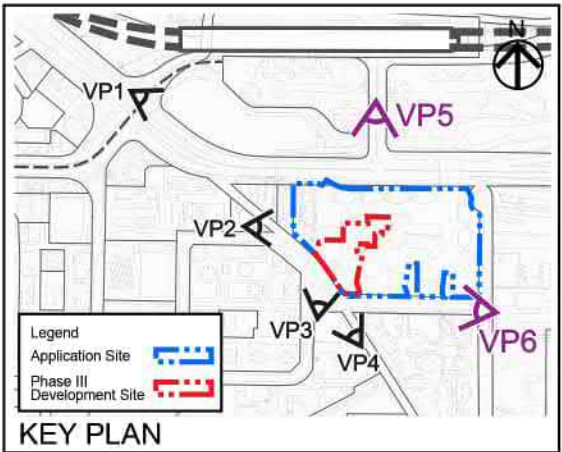 N
VP1
VP5
VP2
VP3
VP4
VP6
Legend
Application Site
Phase III
Development Site
KEY PLAN